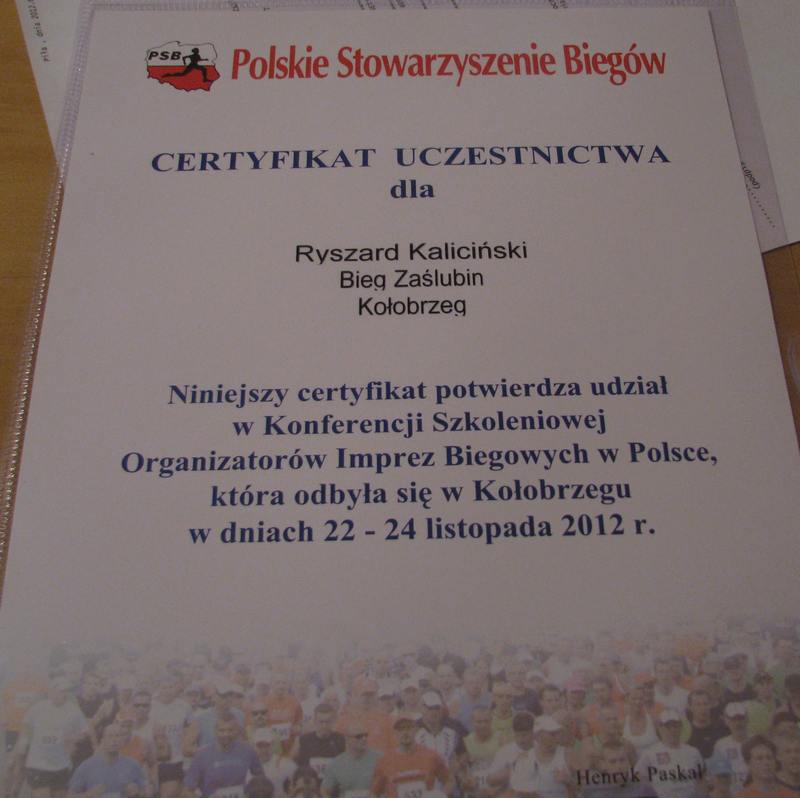 PSB Polskie Stowarzyszenie Biegów
CERTYFIKAT UCZESTNICTWA
dla
Ryszard Kaliciński
Bieg Zaślubin
Kołobrzeg
Niniejszy certyfikat potwierdza udział
w Konferencji Szkoleniowej
Organizatorów Imprez Biegowych w Polsce,
która odbyła się w Kołobrzegu
w dniach 22 - 24 listopada 2012 r.
Henryk Paskal